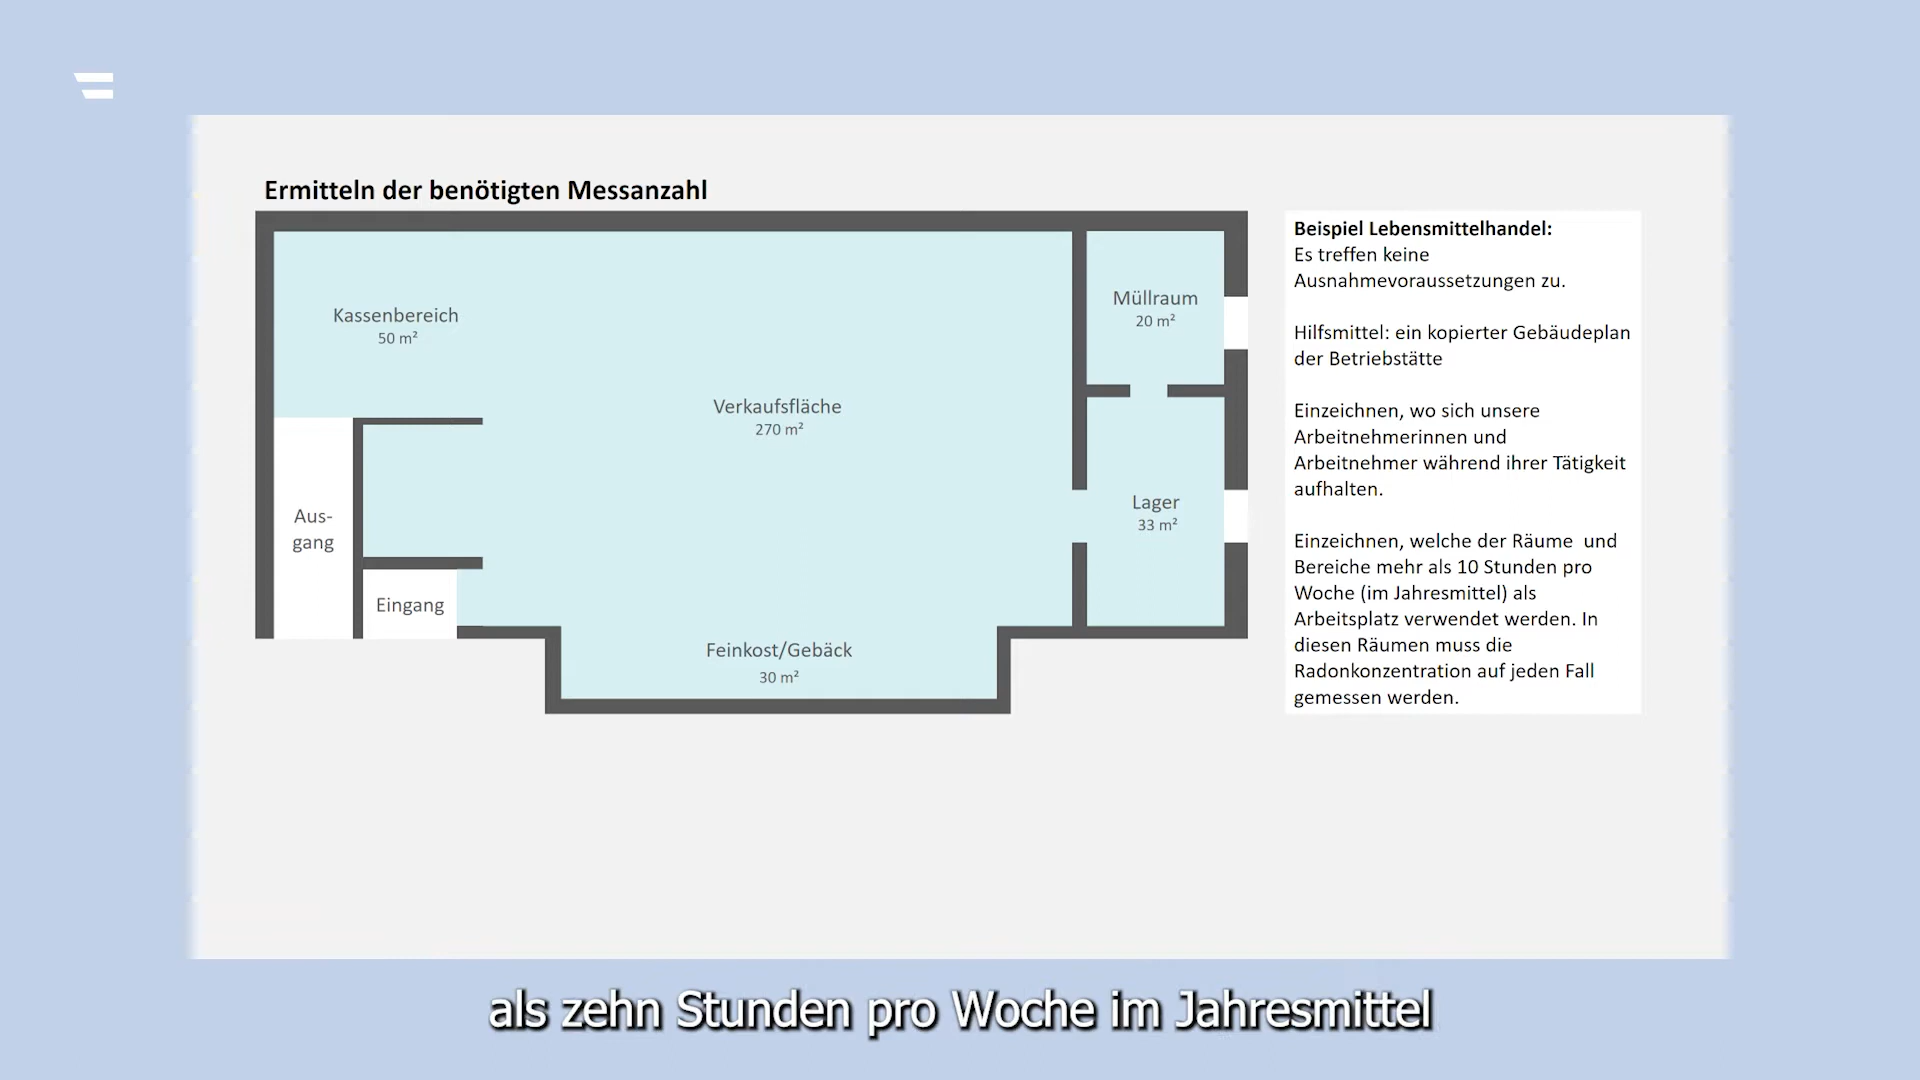 Ermitteln der benötigten Messanzahl
Kassenbereich
50 m²
Verkaufsfläche
270 m²
Müllraum
20 m²
Lager
33 m²
Aus-
gang
Eingang
Feinkost/Gebäck
30 m²
Beispiel Lebensmittelhandel:
Es treffen keine
Ausnahmevoraussetzungen zu.
Hilfsmittel: ein kopierter Gebäudeplan
der Betriebstätte
Einzeichnen, wo sich unsere
Arbeitnehmerinnen und
Arbeitnehmer während ihrer Tätigkeit
aufhalten.
Einzeichnen, welche der Räume und
Bereiche mehr als 10 Stunden pro
Woche (im Jahresmittel) als
Arbeitsplatz verwendet werden. In
diesen Räumen muss die
Radonkonzentration auf jeden Fall
gemessen werden.
als zehn Stunden pro Woche im Jahresmittel